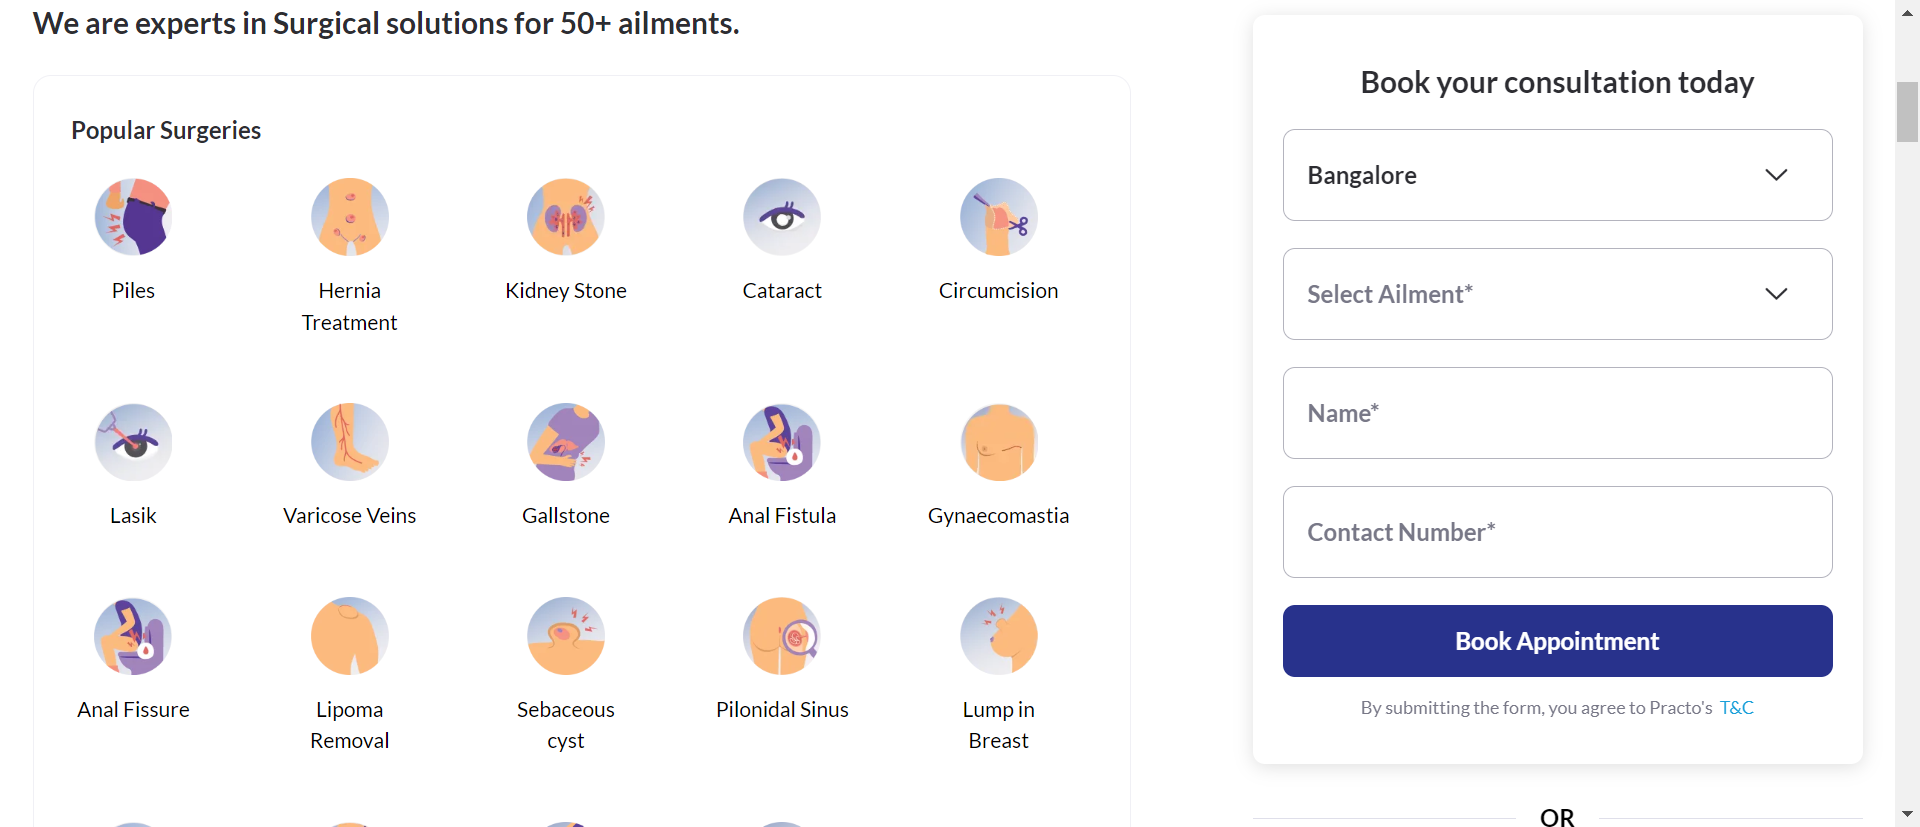 We are experts in Surgical solutions for 50+ ailments.
Popular Surgeries
Piles
Hernia
Treatment
Kidney Stone
Cataract
Circumcision
Lasik
Varicose Veins
Gallstone
Anal Fistula
Gynaecomastia
Anal Fissure
Lipoma
Removal
Sebaceous
cyst
Pilonidal Sinus
Lump in
Breast
Book your consultation today
Bangalore
Select Ailment*
Name*
Contact Number*
Book Appointment
By submitting the form, you agree to Practo's T&C
OR